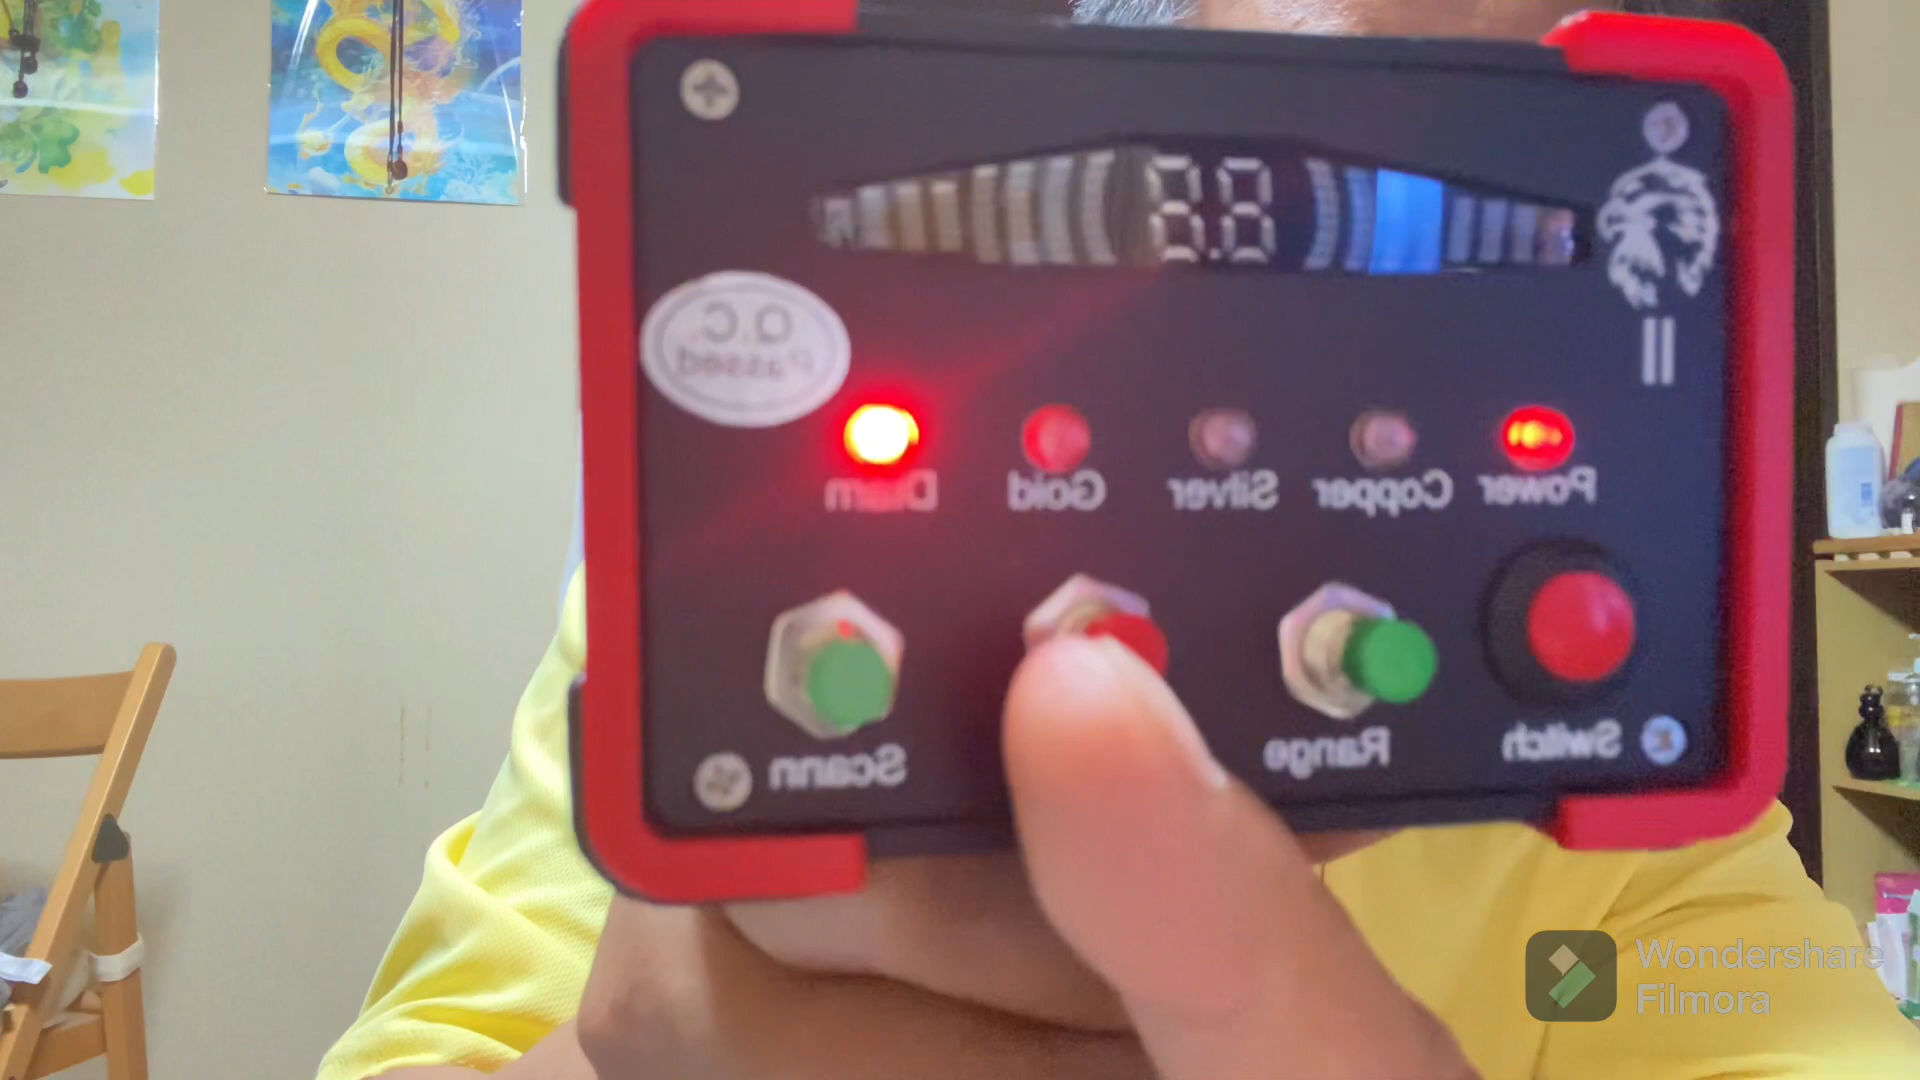 8.8
Q.C.
Passed
Diam Gold Silver Copper Power
Scann Range Switch
II
Wondershare
Filmora